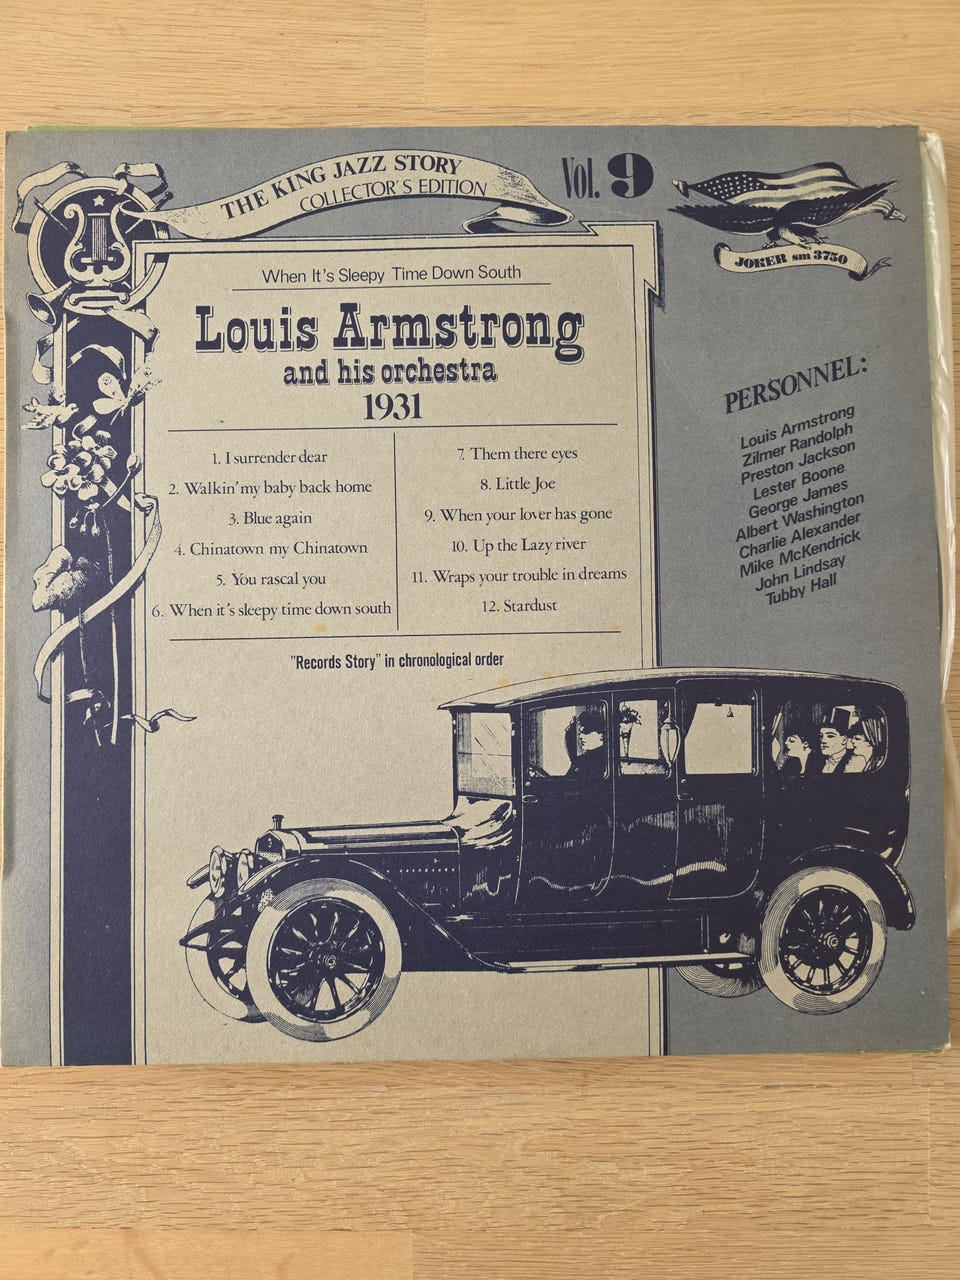 THE KING JAZZ STORY
COLLECTOR'S EDITION
Vol. 9
JOKER sm 3750
When It's Sleepy Time Down South
Louis Armstrong
and his orchestra
1931
1. I surrender dear
2. Walkin' my baby back home
3. Blue again
4. Chinatown my Chinatown
5. You rascal you
6. When it's sleepy time down south
7. Them there eyes
8. Little Joe
9. When your lover has gone
10. Up the Lazy river
11. Wraps your trouble in dreams
12. Stardust
"Records Story" in chronological order
PERSONNEL:
Louis Armstrong
Zilmer Randolph
Preston Jackson
Lester Boone
George James
Albert Washington
Charlie Alexander
Mike McKendrick
John Lindsay
Tubby Hall